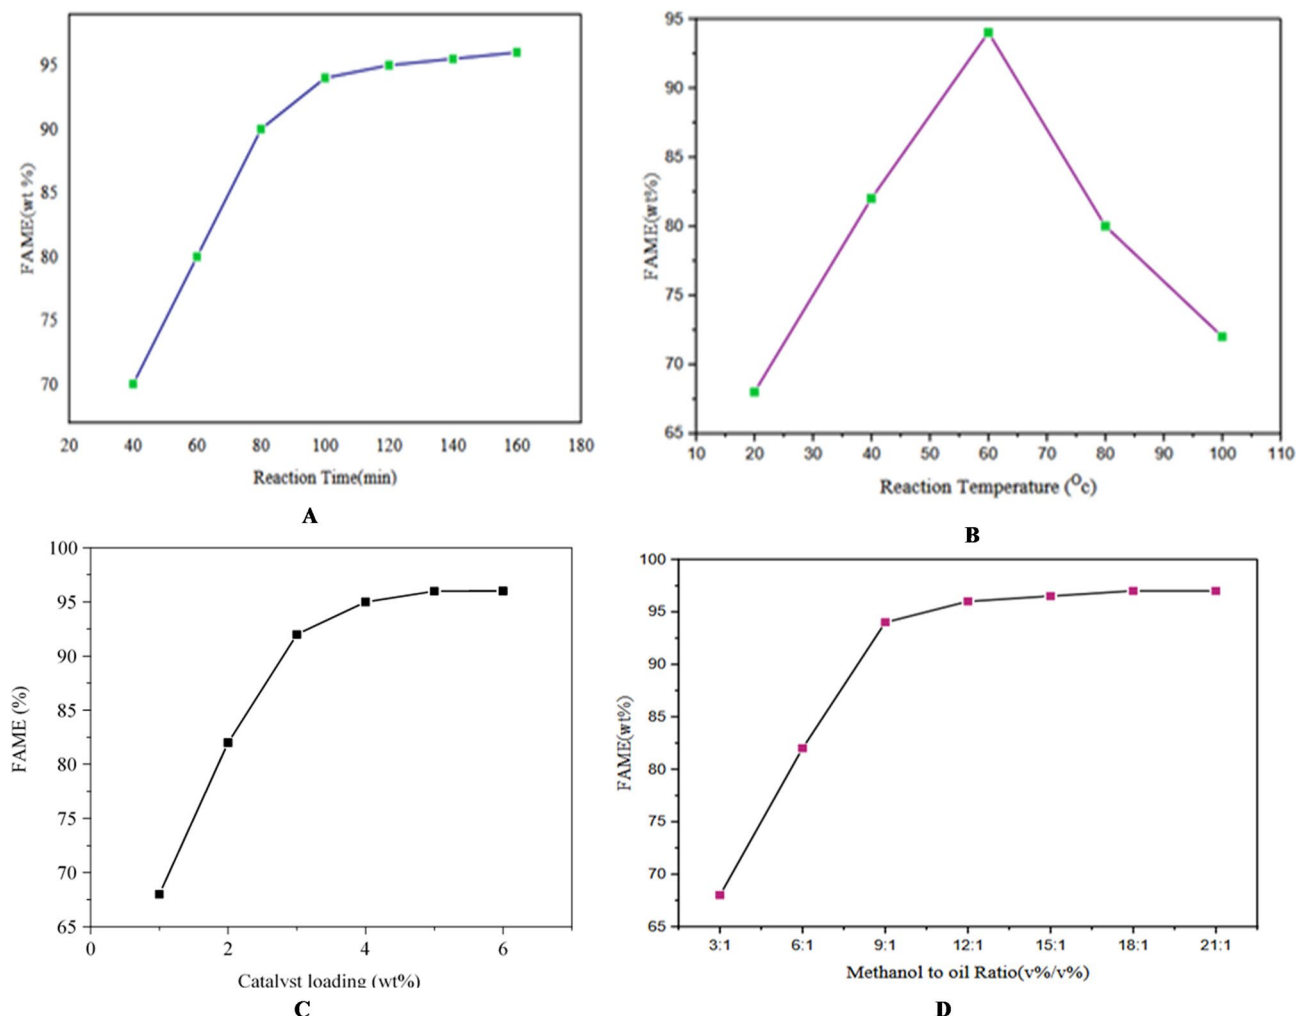 95
90
85
80
75
70
FAME(wt %)
20 40 60 80 100 120 140 160 180
Reaction Time(min)
A
95
90
85
80
75
70
65
FAME(wt%)
10 20 30 40 50 60 70 80 90 100 110
Reaction Temperature (Oc)
B
100
95
90
85
80
75
70
65
FAME (%)
0 2 4 6
Catalyst loading (wt%)
C
100
95
90
85
80
75
70
65
FAME(wt%)
3:1 6:1 9:1 12:1 15:1 18:1 21:1
Methanol to oil Ratio(v%/v%)
D